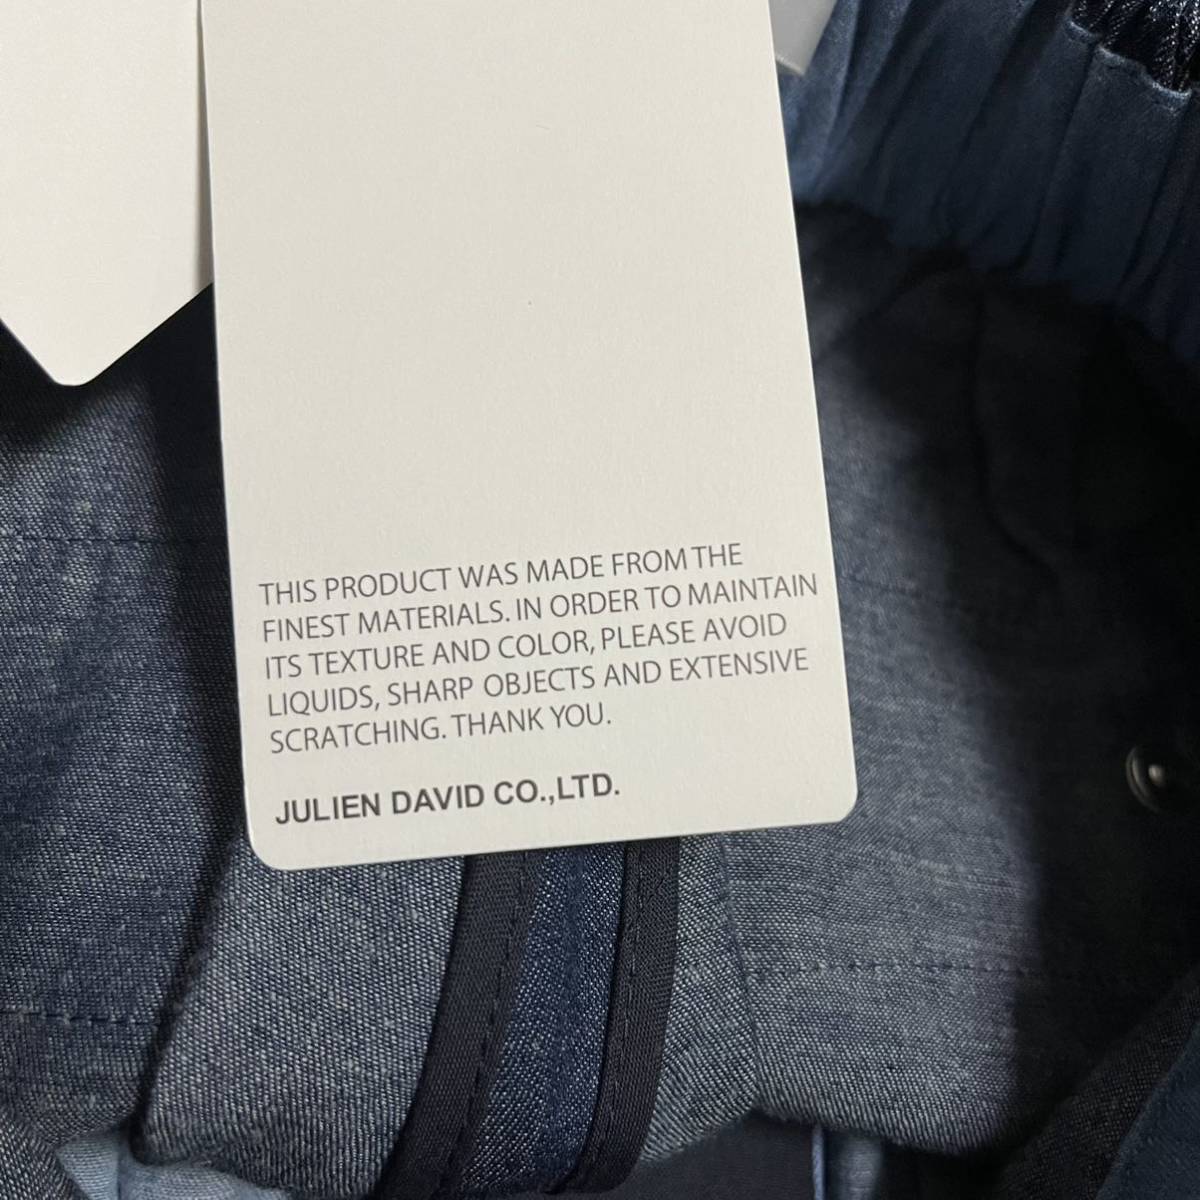 THIS PRODUCT WAS MADE FROM THE
FINEST MATERIALS. IN ORDER TO MAINTAIN
ITS TEXTURE AND COLOR, PLEASE AVOID
LIQUIDS, SHARP OBJECTS AND EXTENSIVE
SCRATCHING. THANK YOU.
JULIEN DAVID CO.,LTD.